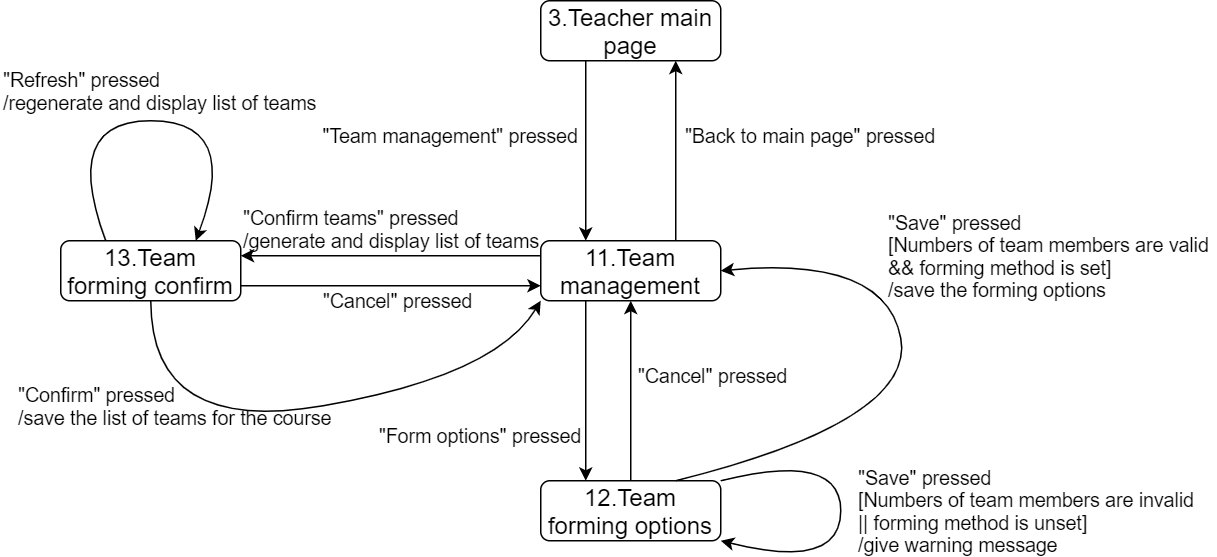 3.Teacher main
page
"Refresh" pressed
/regenerate and display list of teams
"Team management" pressed
"Back to main page" pressed
"Confirm teams" pressed
/generate and display list of teams
"Save" pressed
[Numbers of team members are valid
&& forming method is set]
/save the forming options
13.Team
forming confirm
11.Team
management
"Cancel" pressed
"Cancel" pressed
"Confirm" pressed
/save the list of teams for the course
"Form options" pressed
12.Team
forming options
"Save" pressed
[Numbers of team members are invalid
|| forming method is unset]
/give warning message